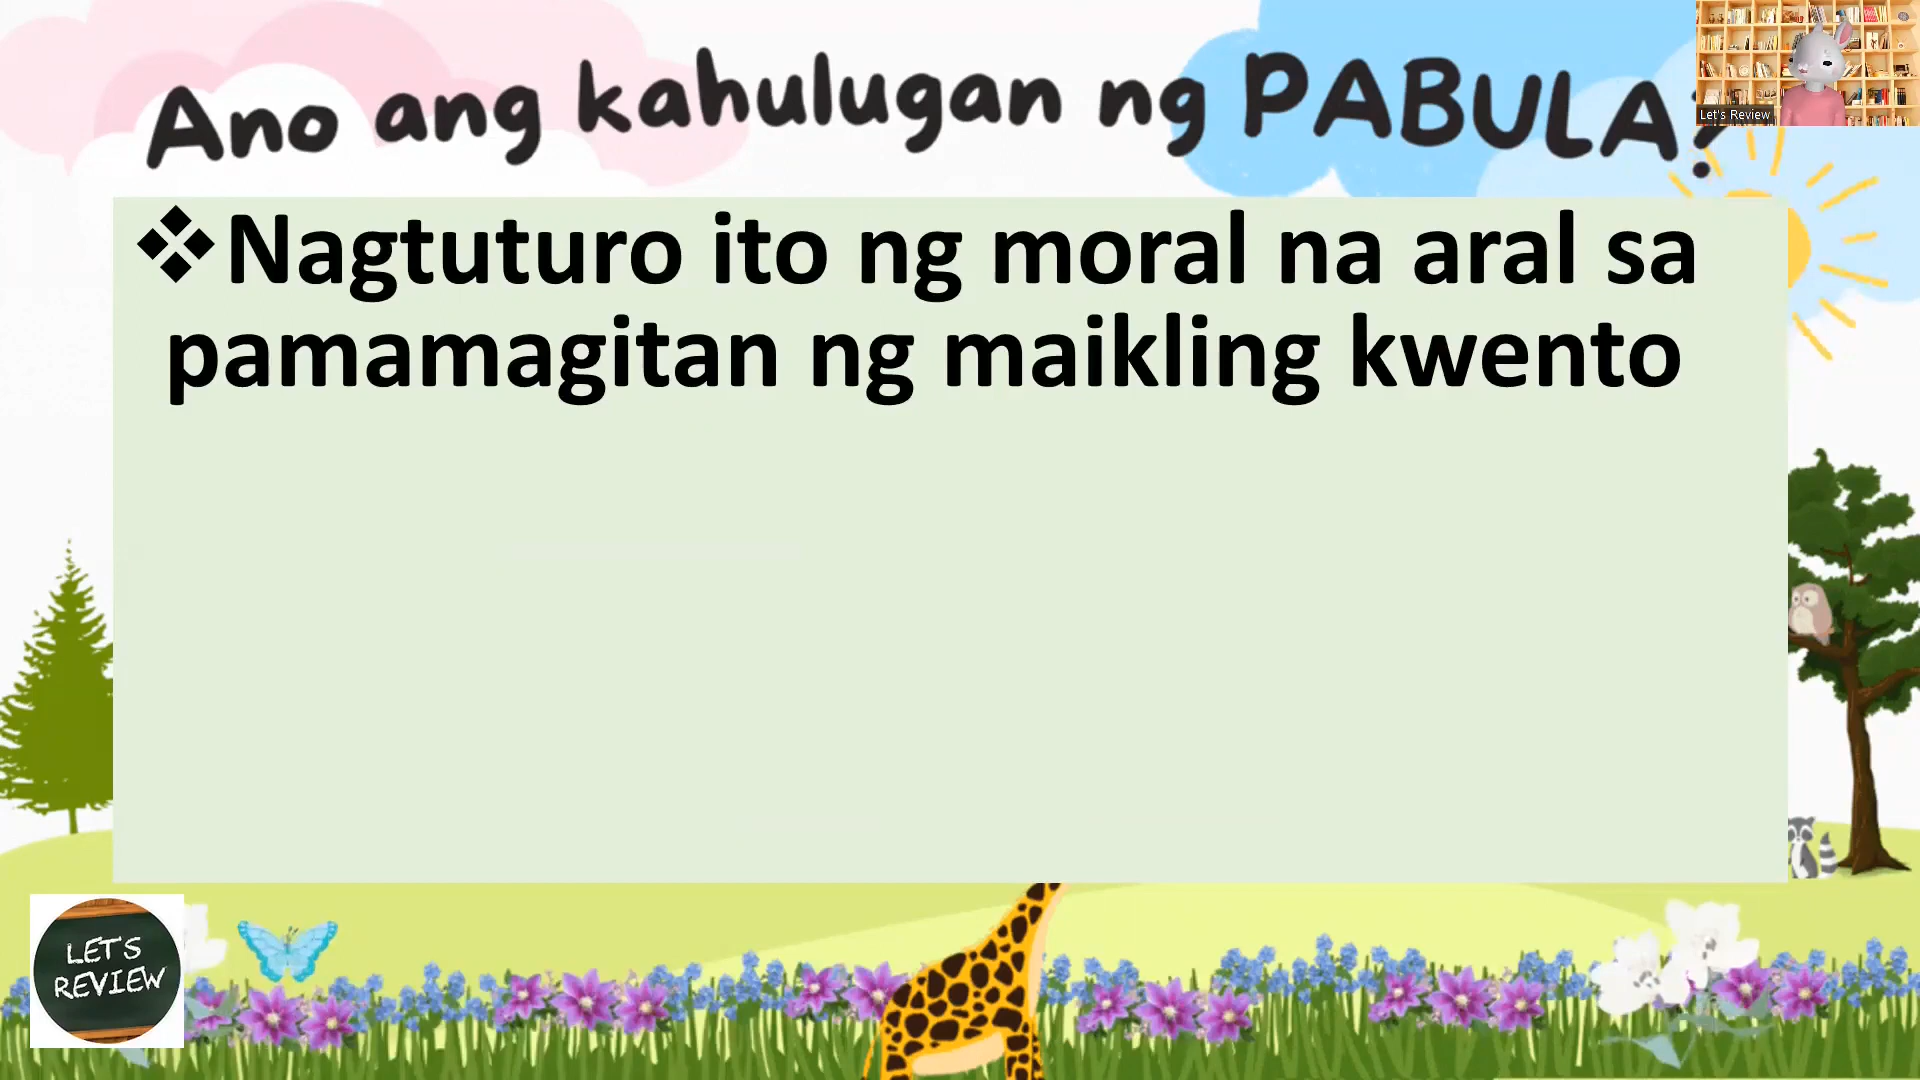 Ano ang kahulugan ng PABULA?
Let's Review
❖Nagtuturo ito ng moral na aral sa
pamamagitan ng maikling kwento
LET'S
REVIEW